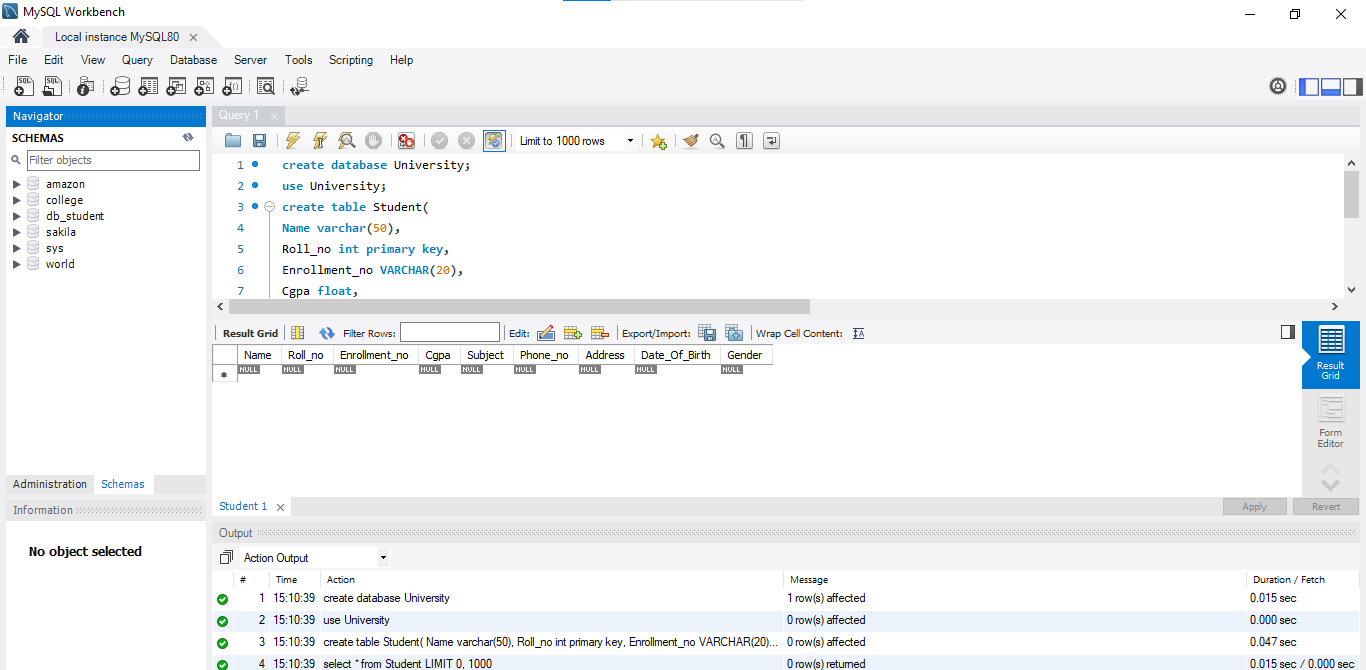 MySQL Workbench
Local instance MySQL80
File Edit View Query Database Server Tools Scripting Help
Navigator
SCHEMAS
Filter objects
amazon
college
db_student
sakila
sys
world
Administration Schemas
Information
No object selected
Query 1
Limit to 1000 rows
1 create database University;
2 use University;
3 create table Student(
4 Name varchar(50),
5 Roll_no int primary key,
6 Enrollment_no VARCHAR(20),
7 Cgpa float,
Result Grid Filter Rows: Edit: Export/Import: Wrap Cell Content:
Name Roll_no Enrollment_no Cgpa Subject Phone_no Address Date_Of_Birth Gender
NULL NULL NULL NULL NULL NULL NULL NULL NULL
Result
Grid
Form
Editor
Student 1
Apply Revert
Output
Action Output
# Time Action Message Duration / Fetch
1 15:10:39 create database University 1 row(s) affected 0.015 sec
2 15:10:39 use University 0 row(s) affected 0.000 sec
3 15:10:39 create table Student( Name varchar(50), Roll_no int primary key, Enrollment_no VARCHAR(20)... 0 row(s) affected 0.047 sec
4 15:10:39 select * from Student LIMIT 0, 1000 0 row(s) returned 0.015 sec / 0.000 sec